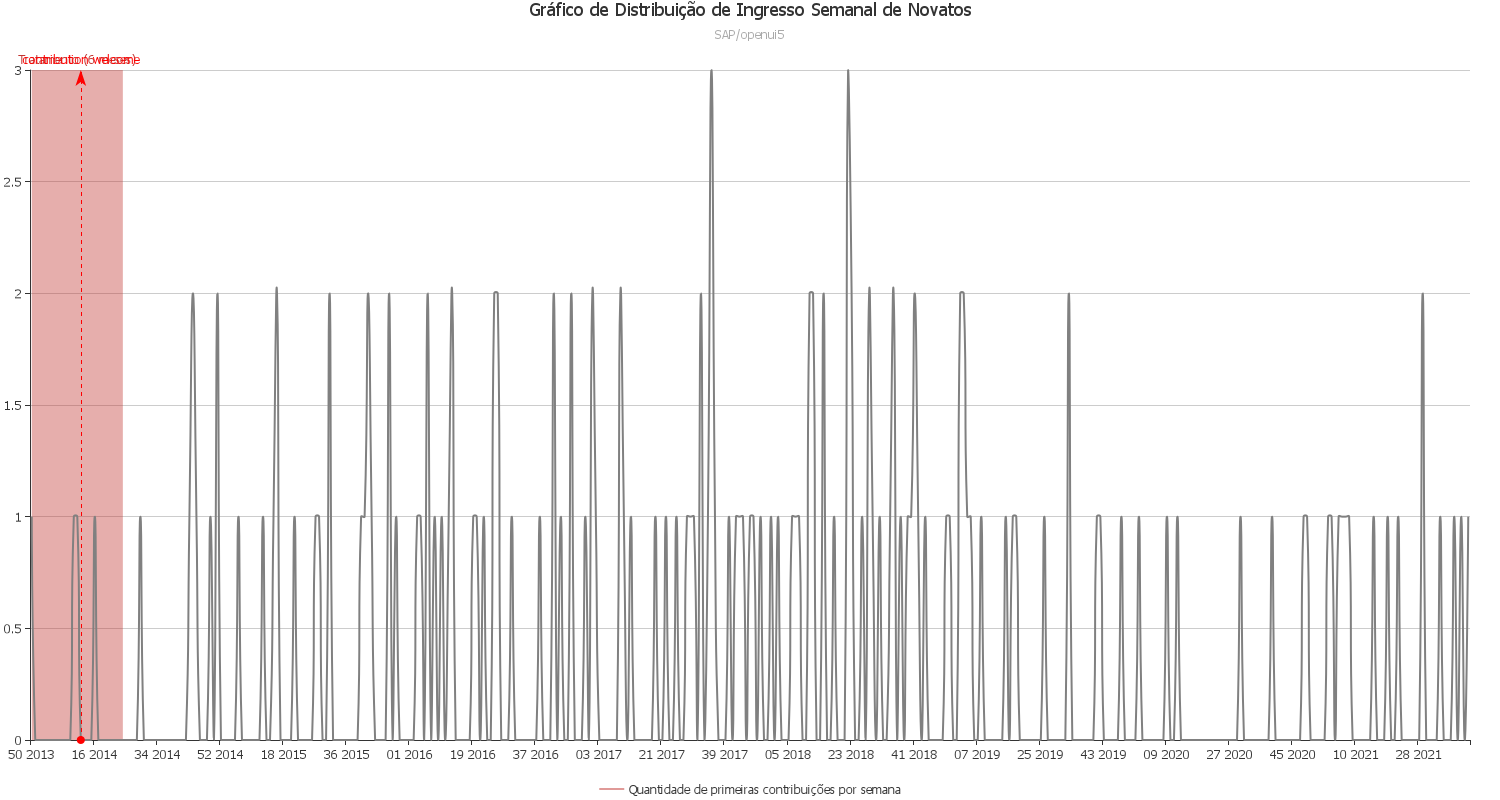 Gráfico de Distribuição de Ingresso Semanal de Novatos
SAP/openui5
3
2.5
2
1.5
1
0.5
0
50 2013 16 2014 34 2014 52 2014 18 2015 36 2015 01 2016 19 2016 37 2016 03 2017 21 2017 39 2017 05 2018 23 2018 41 2018 07 2019 25 2019 43 2019 09 2020 27 2020 45 2020 10 2021 28 2021
Quantidade de primeiras contribuições por semana